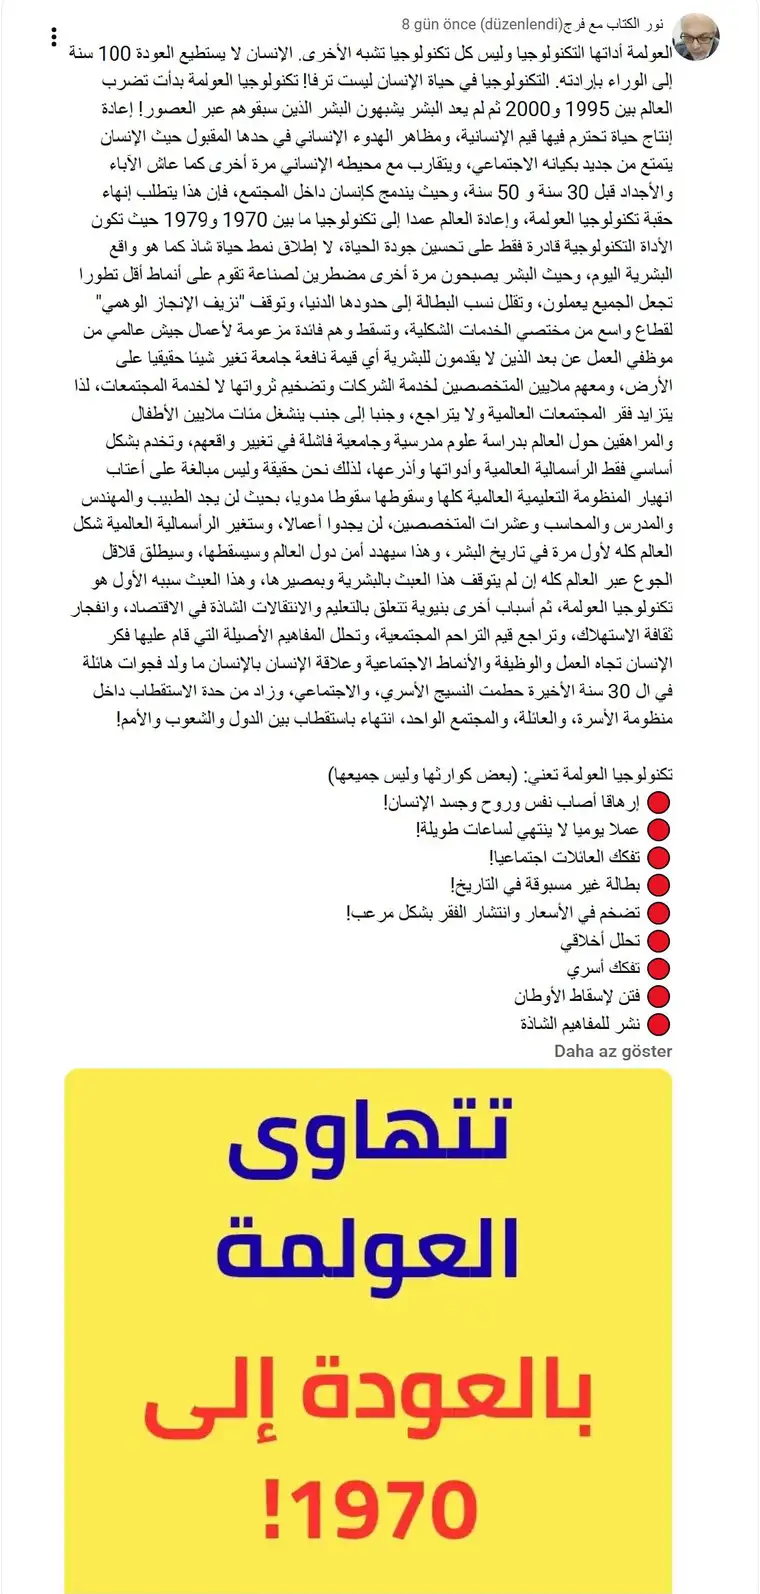 نور الكتاب مع فرج(düzenlendi) 8 gün önce
العولمة أداتها التكنولوجيا وليس كل تكنولوجيا تشبه الأخرى. الإنسان لا يستطيع العودة 100 سنة
إلى الوراء بإرادته. التكنولوجيا في حياة الإنسان ليست ترفا! تكنولوجيا العولمة بدأت تضرب
العالم بين 1995 و2000 ثم لم يعد البشر يشبهون البشر الذين سبقوهم عبر العصور! إعادة
إنتاج حياة تحترم فيها قيم الإنسانية، ومظاهر الهدوء الإنساني في حدها المقبول حيث الإنسان
يتمتع من جديد بكيانه الاجتماعي، ويتقارب مع محيطه الإنساني مرة أخرى كما عاش الآباء
والأجداد قبل 30 سنة و 50 سنة، وحيث يندمج كإنسان داخل المجتمع، فإن هذا يتطلب إنهاء
حقبة تكنولوجيا العولمة، وإعادة العالم عمدا إلى تكنولوجيا ما بين 1970 و1979 حيث تكون
الأداة التكنولوجية قادرة فقط على تحسين جودة الحياة، لا إطلاق نمط حياة شاذ كما هو واقع
البشرية اليوم، وحيث البشر يصبحون مرة أخرى مضطرين لصناعة تقوم على أنماط أقل تطورا
تجعل الجميع يعملون، وتقلل نسب البطالة إلى حدودها الدنيا، وتوقف "نزيف الإنجاز الوهمي"
لقطاع واسع من مختصي الخدمات الشكلية، وتسقط وهم فائدة مزعومة لأعمال جيش عالمي من
موظفي العمل عن بعد الذين لا يقدمون للبشرية أي قيمة نافعة جامعة تغير شيئا حقيقيا على
الأرض، ومعهم ملايين المتخصصين لخدمة الشركات وتضخيم ثرواتها لا لخدمة المجتمعات، لذا
يتزايد فقر المجتمعات العالمية ولا يتراجع، وجنبا إلى جنب ينشغل مئات ملايين الأطفال
والمراهقين حول العالم بدراسة علوم مدرسية وجامعية فاشلة في تغيير واقعهم، وتخدم بشكل
أساسي فقط الرأسمالية العالمية وأدواتها وأذرعها، لذلك نحن حقيقة وليس مبالغة على أعتاب
انهيار المنظومة التعليمية العالمية كلها وسقوطها سقوطا مدويا، بحيث لن يجد الطبيب والمهندس
والمدرس والمحاسب وعشرات المتخصصين، لن يجدوا أعمالا، وستغير الرأسمالية العالمية شكل
العالم كله لأول مرة في تاريخ البشر، وهذا سيهدد أمن دول العالم وسيسقطها، وسيطلق قلاقل
الجوع عبر العالم كله إن لم يتوقف هذا العبث بالبشرية وبمصيرها، وهذا العبث سببه الأول هو
تكنولوجيا العولمة، ثم أسباب أخرى بنيوية تتعلق بالتعليم والانتقالات الشاذة في الاقتصاد، وانفجار
ثقافة الاستهلاك، وتراجع قيم التراحم المجتمعية، وتحلل المفاهيم الأصيلة التي قام عليها فكر
الإنسان تجاه العمل والوظيفة والأنماط الاجتماعية وعلاقة الإنسان بالإنسان ما ولد فجوات هائلة
في ال 30 سنة الأخيرة حطمت النسيج الأسري، والاجتماعي، وزاد من حدة الاستقطاب داخل
منظومة الأسرة، والعائلة، والمجتمع الواحد، انتهاء باستقطاب بين الدول والشعوب والأمم!
تكنولوجيا العولمة تعني: (بعض كوارثها وليس جميعها)
🔴 إرهاقا أصاب نفس وروح وجسد الإنسان!
🔴 عملا يوميا لا ينتهي لساعات طويلة!
🔴 تفكك العائلات اجتماعيا!
🔴 بطالة غير مسبوقة في التاريخ!
🔴 تضخم في الأسعار وانتشار الفقر بشكل مرعب!
🔴 تحلل أخلاقي
🔴 تفكك أسري
🔴 فتن لإسقاط الأوطان
🔴 نشر للمفاهيم الشاذة
Daha az göster
تتهاوى
العولمة
بالعودة إلى
1970!